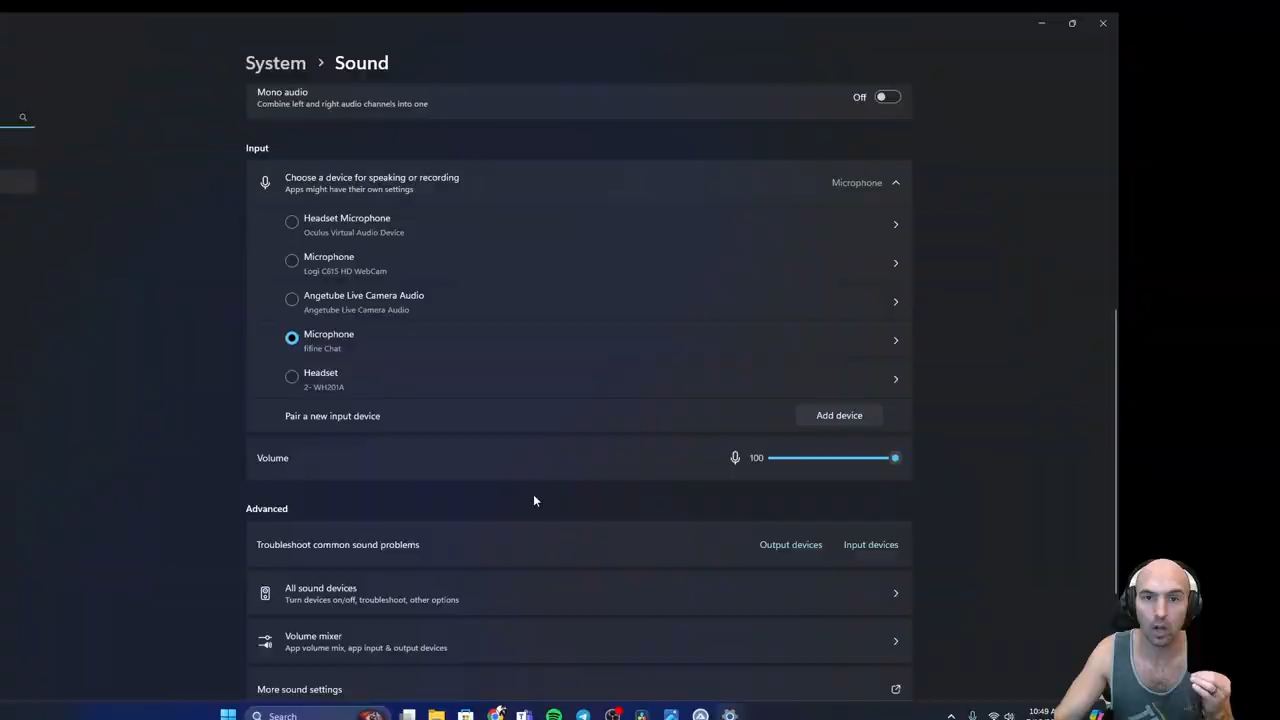 System > Sound
Mono audio
Off
Combine left and right audio channels into one
Input
Choose a device for speaking or recording
Apps might have their own settings
Microphone
Headset Microphone
Oculus Virtual Audio Device
Microphone
Logi C615 HD WebCam
Angetube Live Camera Audio
Angetube Live Camera Audio
Microphone
fifine Chat
Headset
2- WH201A
Pair a new input device
Add device
Volume
100
Advanced
Troubleshoot common sound problems
Output devices
Input devices
All sound devices
Turn devices on/off, troubleshoot, other options
Volume mixer
App volume mix, app input & output devices
More sound settings
Search
10:49